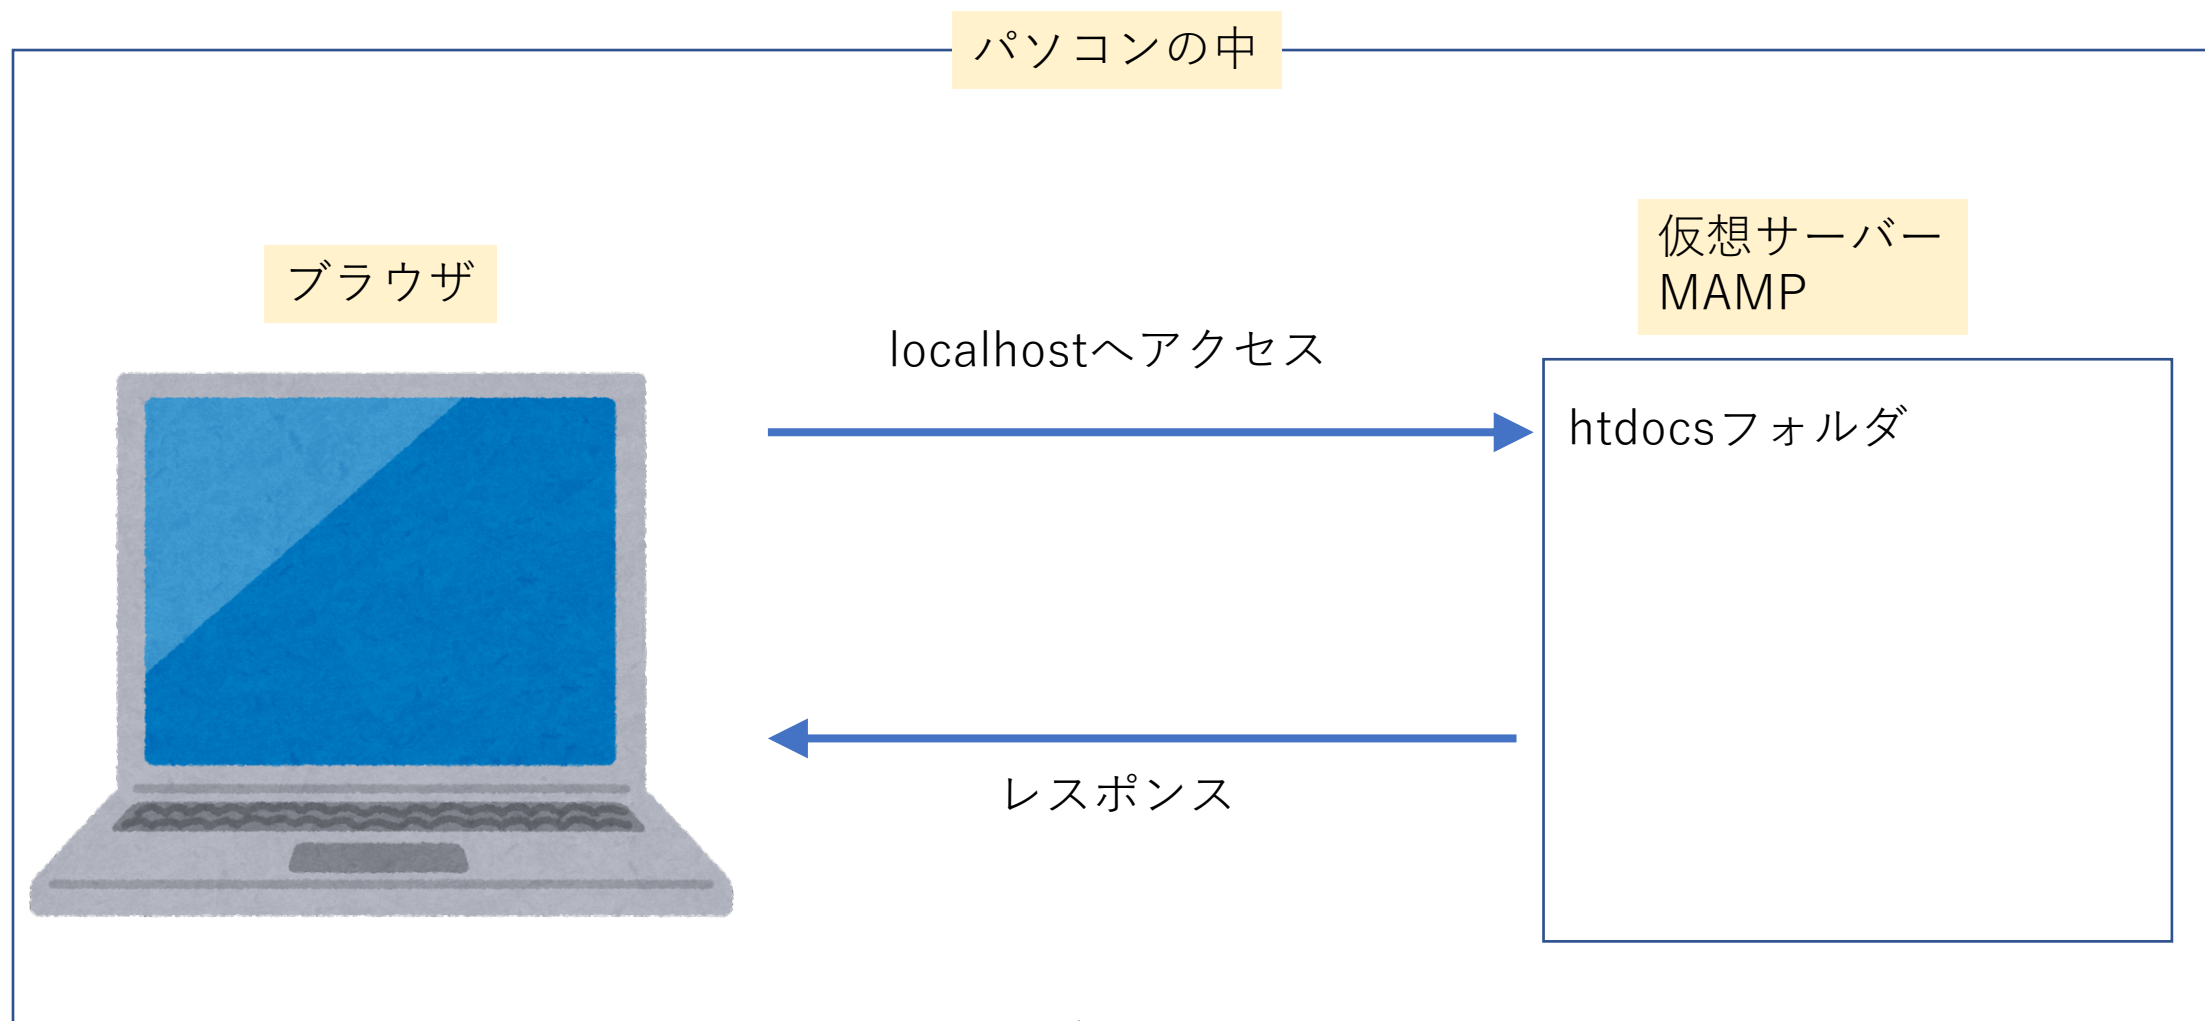 パソコンの中
仮想サーバー
MAMP
ブラウザ
localhostへアクセス
htdocsフォルダ
レスポンス